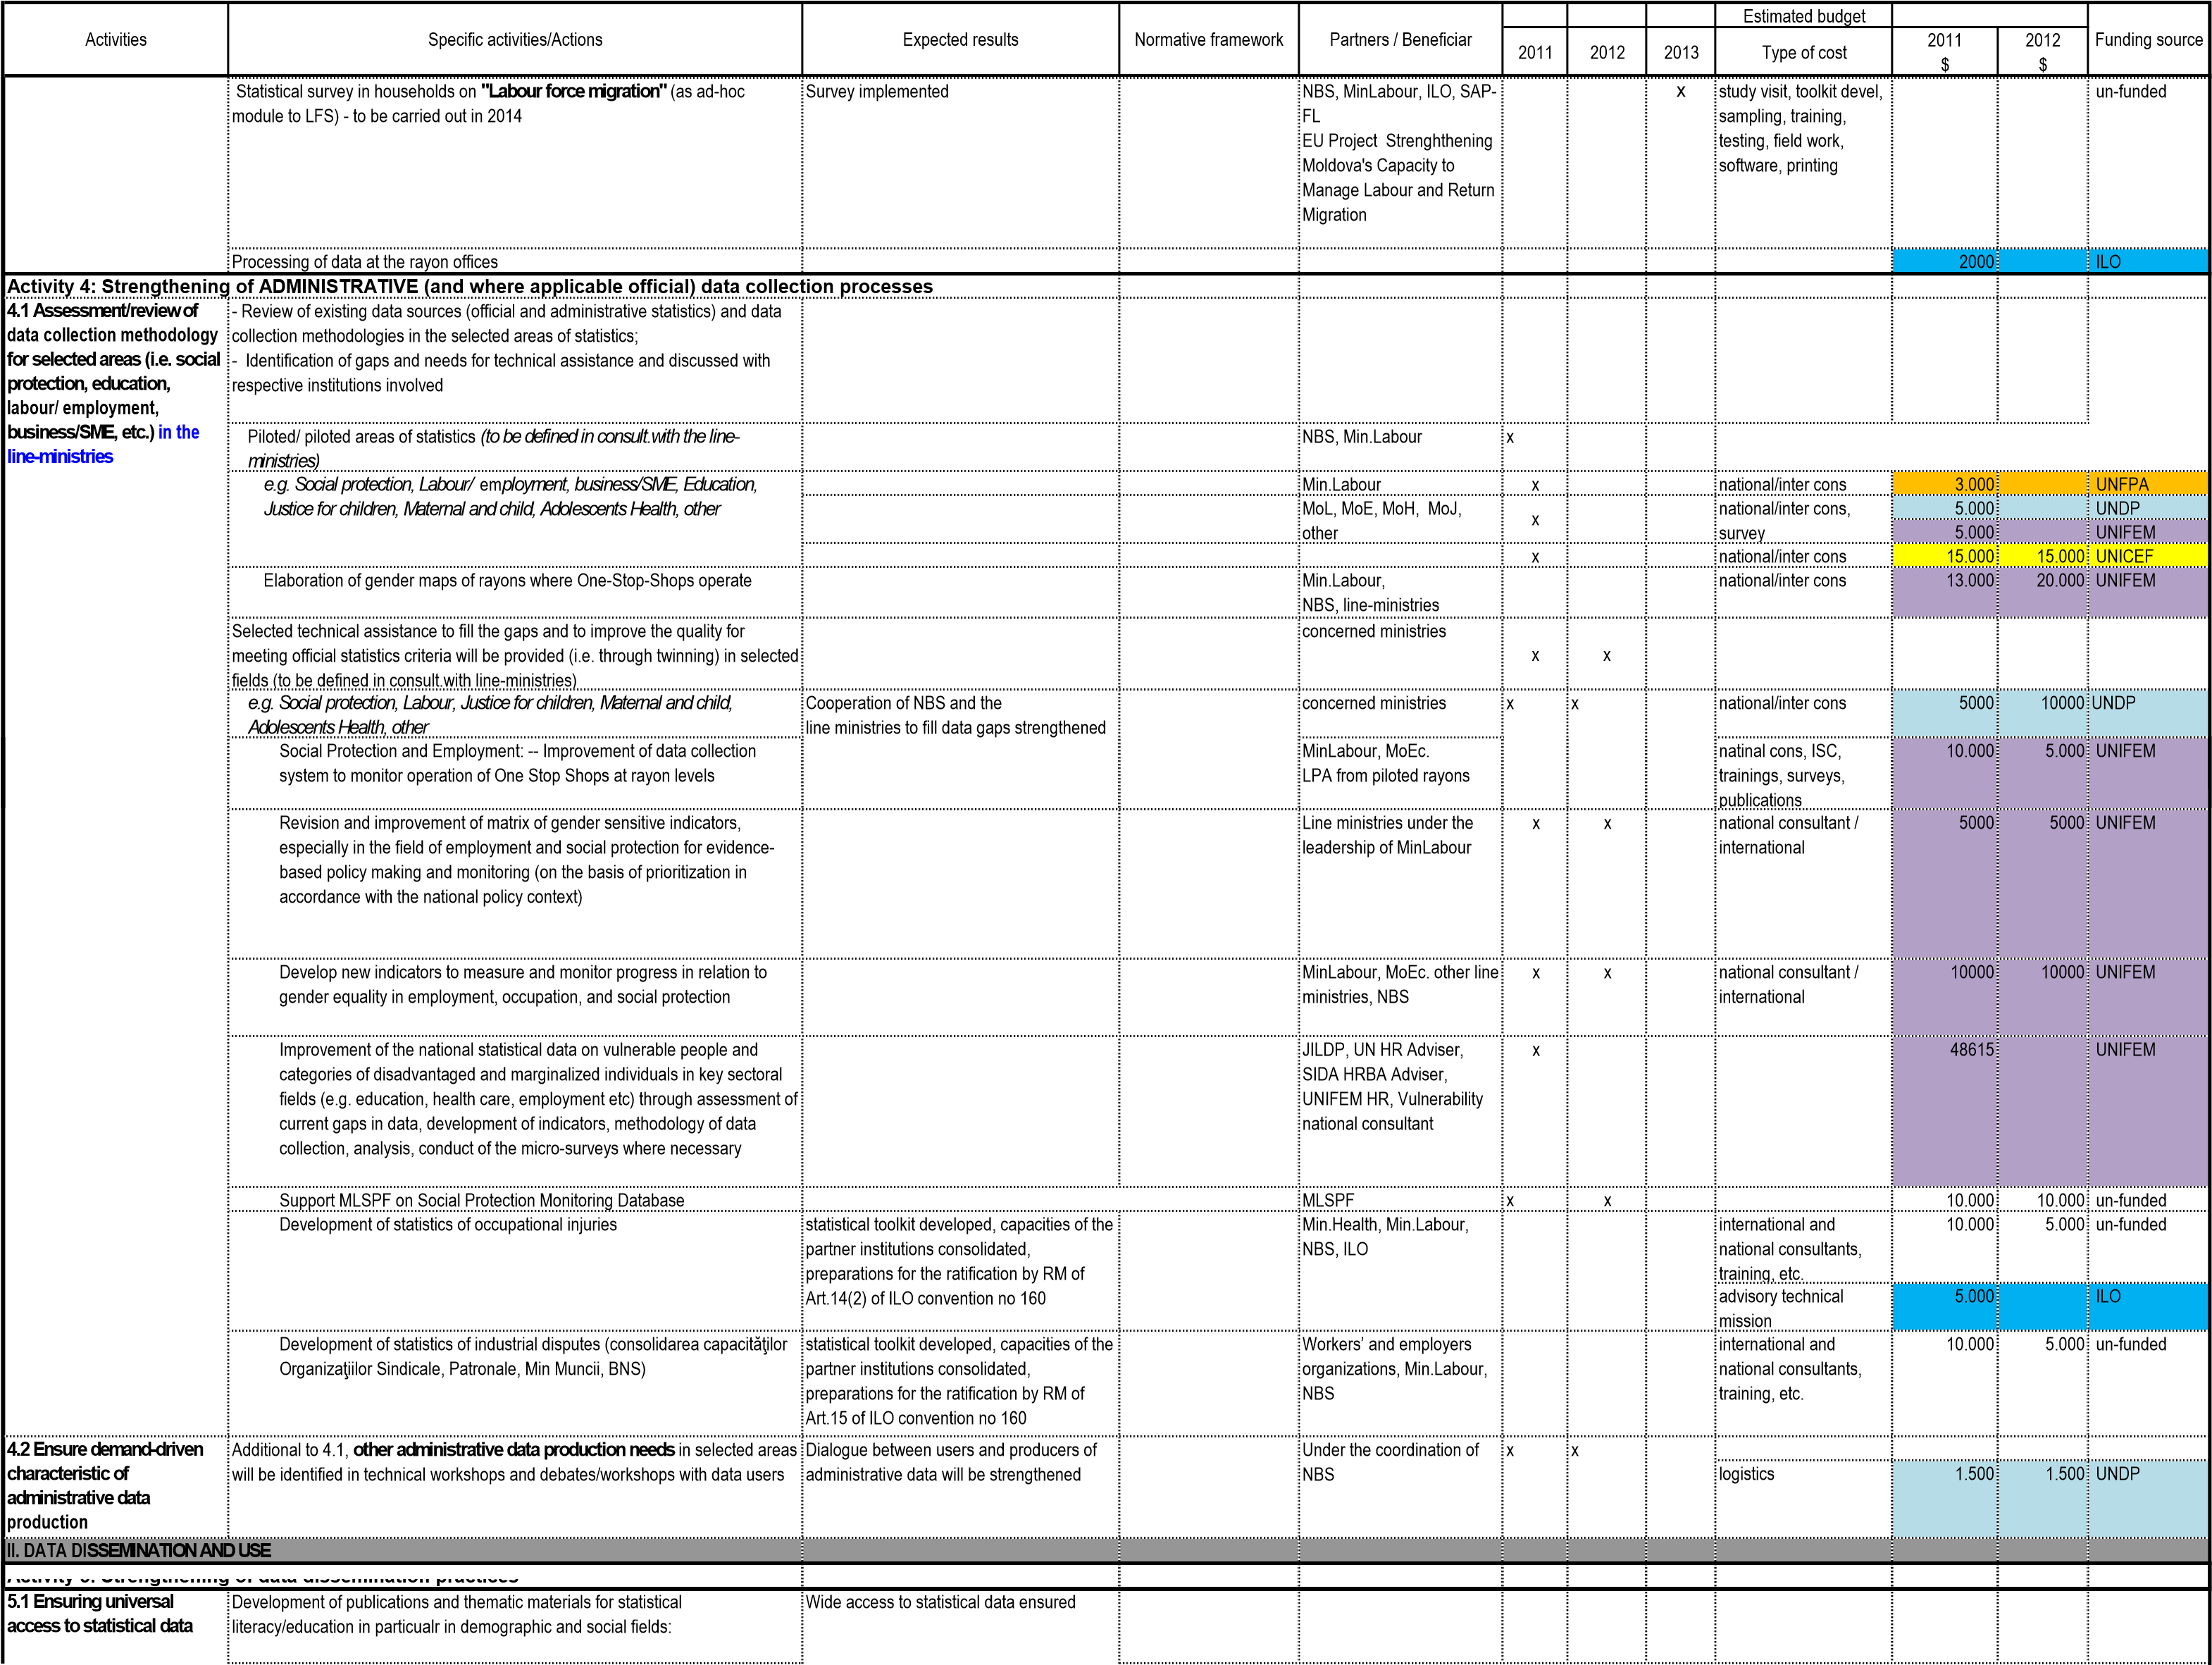 Activities
Specific activities/Actions
Expected results
Normative framework
Partners / Beneficiar
2011
2012
2013
Estimated budget
Type of cost
2011
$
2012
$
Funding source
Statistical survey in households on "Labour force migration" (as ad-hoc
module to LFS) - to be carried out in 2014
Survey implemented
NBS, MinLabour, ILO, SAP-
FL
EU Project Strenghthening
Moldova's Capacity to
Manage Labour and Return
Migration
x
study visit, toolkit devel,
sampling, training,
testing, field work,
software, printing
un-funded
Processing of data at the rayon offices
2000
ILO
Activity 4: Strengthening of ADMINISTRATIVE (and where applicable official) data collection processes
4.1 Assessment/review of
data collection methodology
for selected areas (i.e. social
protection, education,
labour/ employment,
business/SME, etc.) in the
line-ministries
- Review of existing data sources (official and administrative statistics) and data
collection methodologies in the selected areas of statistics;
- Identification of gaps and needs for technical assistance and discussed with
respective institutions involved
Piloted/ piloted areas of statistics (to be defined in consult.with the line-
ministries)
NBS, Min.Labour
x
e.g. Social protection, Labour/ employment, business/SME, Education,
Justice for children, Maternal and child, Adolescents Health, other
Min.Labour
x
national/inter cons
3.000
UNFPA
MoL, MoE, MoH, MoJ,
other
x
national/inter cons,
survey
5.000
UNDP
5.000
UNIFEM
x
national/inter cons
15.000
15.000
UNICEF
Elaboration of gender maps of rayons where One-Stop-Shops operate
Min.Labour,
NBS, line-ministries
national/inter cons
13.000
20.000
UNIFEM
Selected technical assistance to fill the gaps and to improve the quality for
meeting official statistics criteria will be provided (i.e. through twinning) in selected
fields (to be defined in consult.with line-ministries)
concerned ministries
x
x
e.g. Social protection, Labour, Justice for children, Maternal and child,
Adolescents Health, other
Cooperation of NBS and the
line ministries to fill data gaps strengthened
concerned ministries
x
x
national/inter cons
5000
10000
UNDP
Social Protection and Employment: -- Improvement of data collection
system to monitor operation of One Stop Shops at rayon levels
MinLabour, MoEc.
LPA from piloted rayons
natinal cons, ISC,
trainings, surveys,
publications
10.000
5.000
UNIFEM
Revision and improvement of matrix of gender sensitive indicators,
especially in the field of employment and social protection for evidence-
based policy making and monitoring (on the basis of prioritization in
accordance with the national policy context)
Line ministries under the
leadership of MinLabour
x
x
national consultant /
international
5000
5000
UNIFEM
Develop new indicators to measure and monitor progress in relation to
gender equality in employment, occupation, and social protection
MinLabour, MoEc. other line
ministries, NBS
x
x
national consultant /
international
10000
10000
UNIFEM
Improvement of the national statistical data on vulnerable people and
categories of disadvantaged and marginalized individuals in key sectoral
fields (e.g. education, health care, employment etc) through assessment of
current gaps in data, development of indicators, methodology of data
collection, analysis, conduct of the micro-surveys where necessary
JILDP, UN HR Adviser,
SIDA HRBA Adviser,
UNIFEM HR, Vulnerability
national consultant
x
48615
UNIFEM
Support MLSPF on Social Protection Monitoring Database
MLSPF
x
x
10.000
10.000
un-funded
Development of statistics of occupational injuries
statistical toolkit developed, capacities of the
partner institutions consolidated,
preparations for the ratification by RM of
Art.14(2) of ILO convention no 160
Min.Health, Min.Labour,
NBS, ILO
international and
national consultants,
training, etc.
10.000
5.000
un-funded
advisory technical
mission
5.000
ILO
Development of statistics of industrial disputes (consolidarea capacităţilor
Organizaţiilor Sindicale, Patronale, Min Muncii, BNS)
statistical toolkit developed, capacities of the
partner institutions consolidated,
preparations for the ratification by RM of
Art.15 of ILO convention no 160
Workers’ and employers
organizations, Min.Labour,
NBS
international and
national consultants,
training, etc.
10.000
5.000
un-funded
4.2 Ensure demand-driven
characteristic of
administrative data
production
Additional to 4.1, other administrative data production needs in selected areas
will be identified in technical workshops and debates/workshops with data users
Dialogue between users and producers of
administrative data will be strengthened
Under the coordination of
NBS
x
x
logistics
1.500
1.500
UNDP
II. DATA DISSEMINATION AND USE
Activity 5: Strengthening of data dissemination practices
5.1 Ensuring universal
access to statistical data
Development of publications and thematic materials for statistical
literacy/education in particualr in demographic and social fields:
Wide access to statistical data ensured